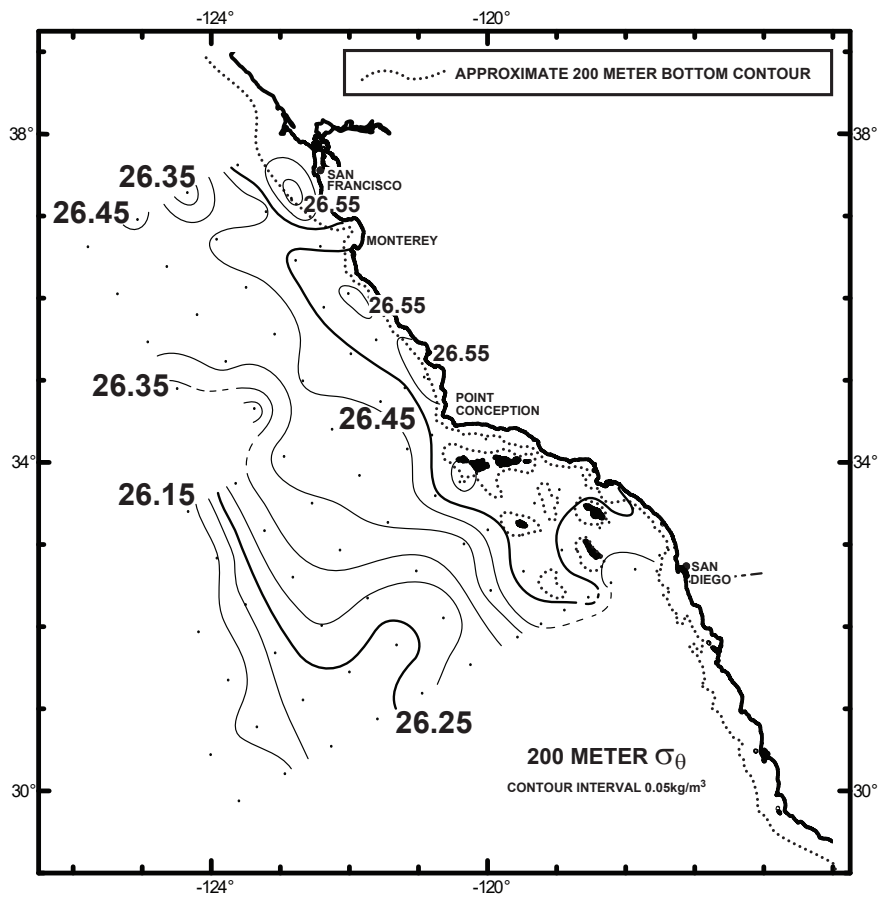 -124°
-120°
APPROXIMATE 200 METER BOTTOM CONTOUR
38°
38°
26.35
SAN
FRANCISCO
26.45
26.55
MONTEREY
26.55
26.55
26.35
POINT
CONCEPTION
26.45
34°
34°
26.15
SAN
DIEGO
26.25
200 METER σθ
CONTOUR INTERVAL 0.05kg/m³
30°
30°
-124°
-120°